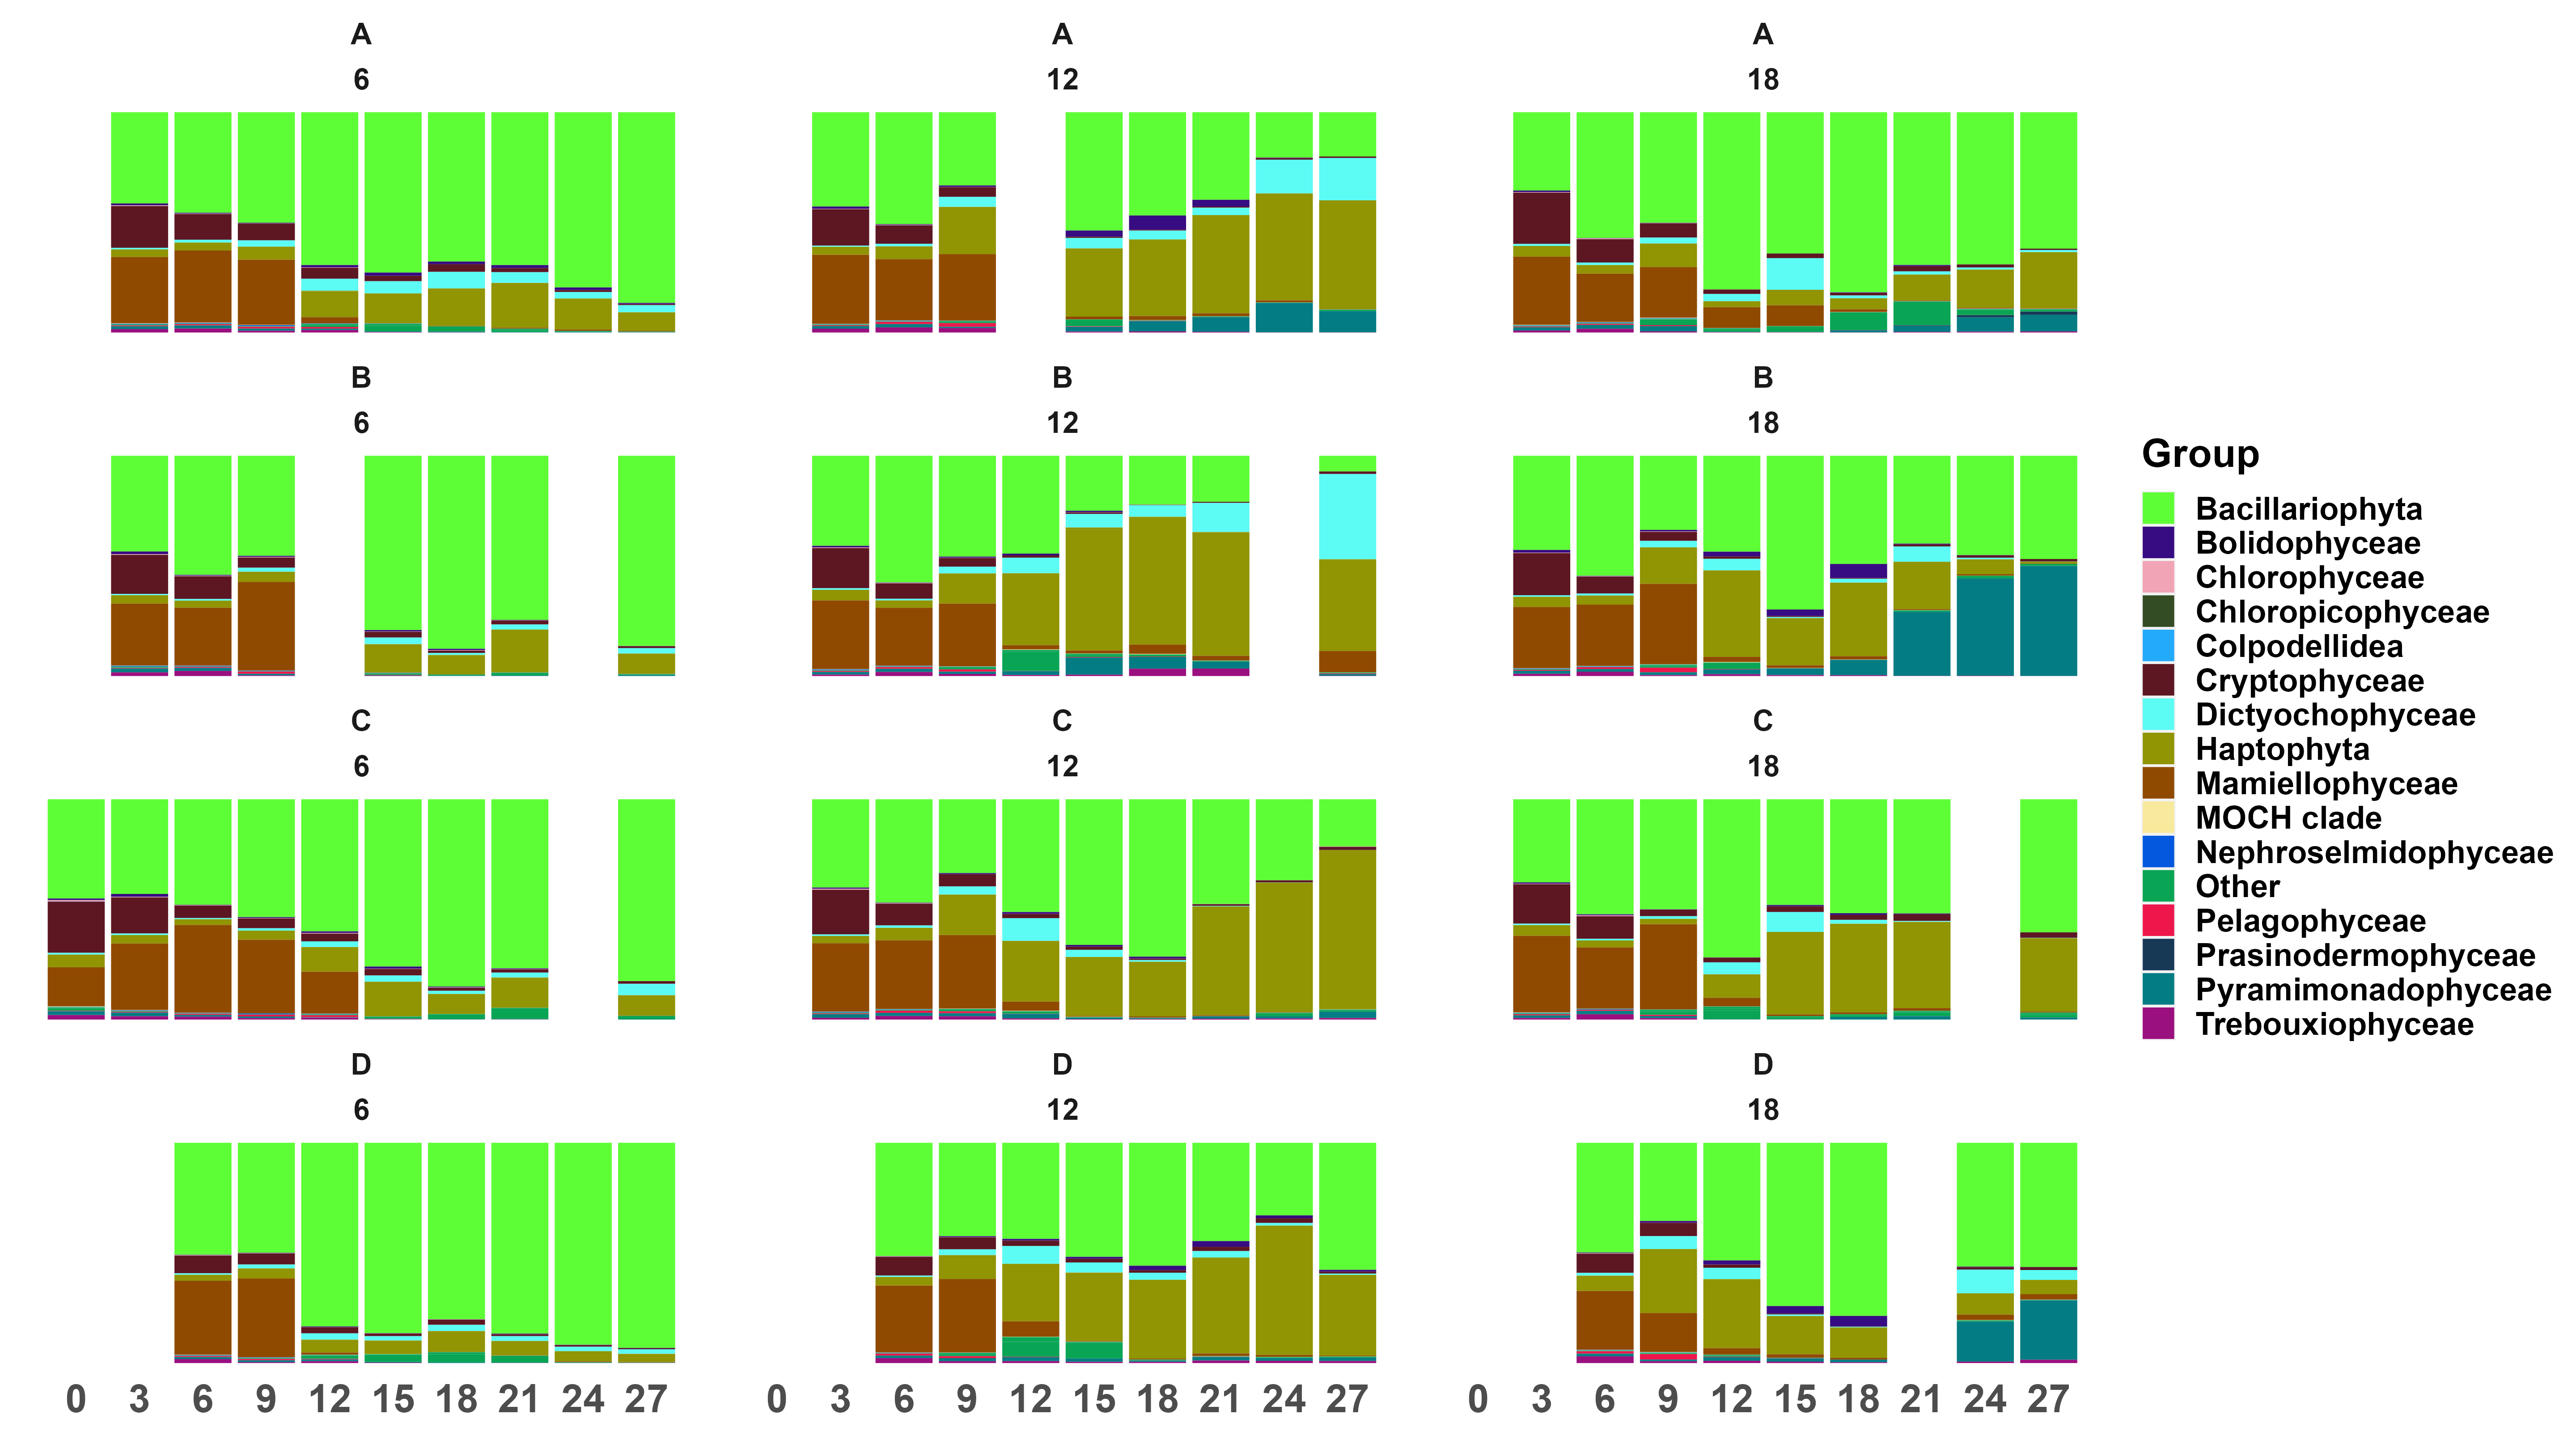 A
6
A
12
A
18
B
6
B
12
B
18
C
6
C
12
C
18
D
6
D
12
D
18
0 3 6 9 12 15 18 21 24 27
0 3 6 9 12 15 18 21 24 27
0 3 6 9 12 15 18 21 24 27
Group
Bacillariophyta
Bolidophyceae
Chlorophyceae
Chloropicophyceae
Colpodellidea
Cryptophyceae
Dictyochophyceae
Haptophyta
Mamiellophyceae
MOCH clade
Nephroselmidophyceae
Other
Pelagophyceae
Prasinodermophyceae
Pyramimonadophyceae
Trebouxiophyceae